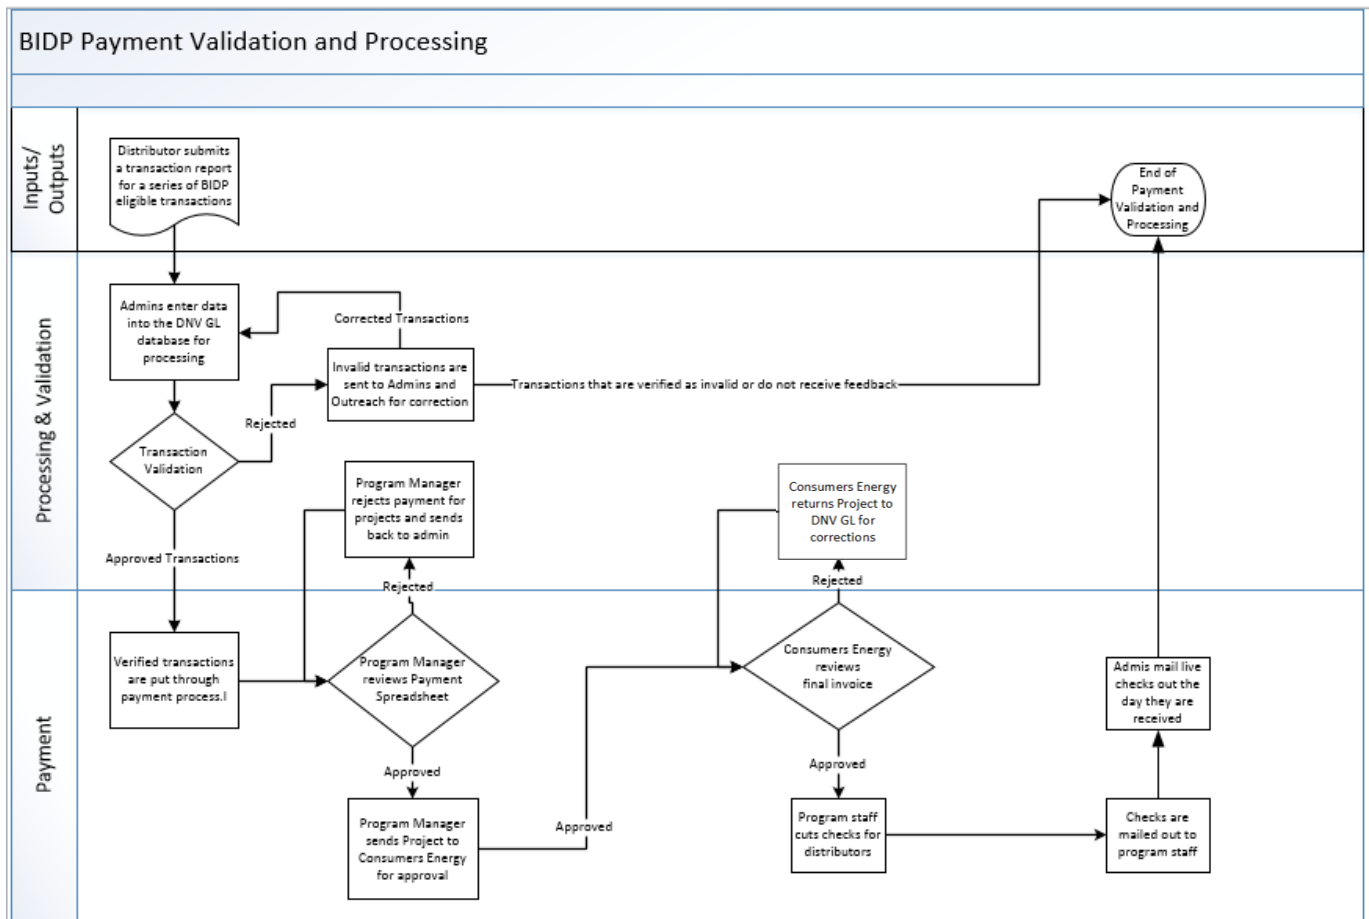 BIDP Payment Validation and Processing
Inputs/
Outputs
Distributor submits
a transaction report
for a series of BIDP
eligible transactions
End of
Payment
Validation and
Processing
Processing & Validation
Admins enter data
into the DNV GL
database for
processing
Corrected Transactions
Invalid transactions are
sent to Admins and
Outreach for correction
Transactions that are verified as invalid or do not receive feedback
Rejected
Transaction
Validation
Program Manager
rejects payment for
projects and sends
back to admin
Consumers Energy
returns Project to
DNV GL for
corrections
Approved Transactions
Rejected
Rejected
Payment
Verified transactions
are put through
payment process.l
Program Manager
reviews Payment
Spreadsheet
Consumers Energy
reviews
final invoice
Admis mail live
checks out the
day they are
received
Approved
Approved
Program Manager
sends Project to
Consumers Energy
for approval
Approved
Program staff
cuts checks for
distributors
Checks are
mailed out to
program staff